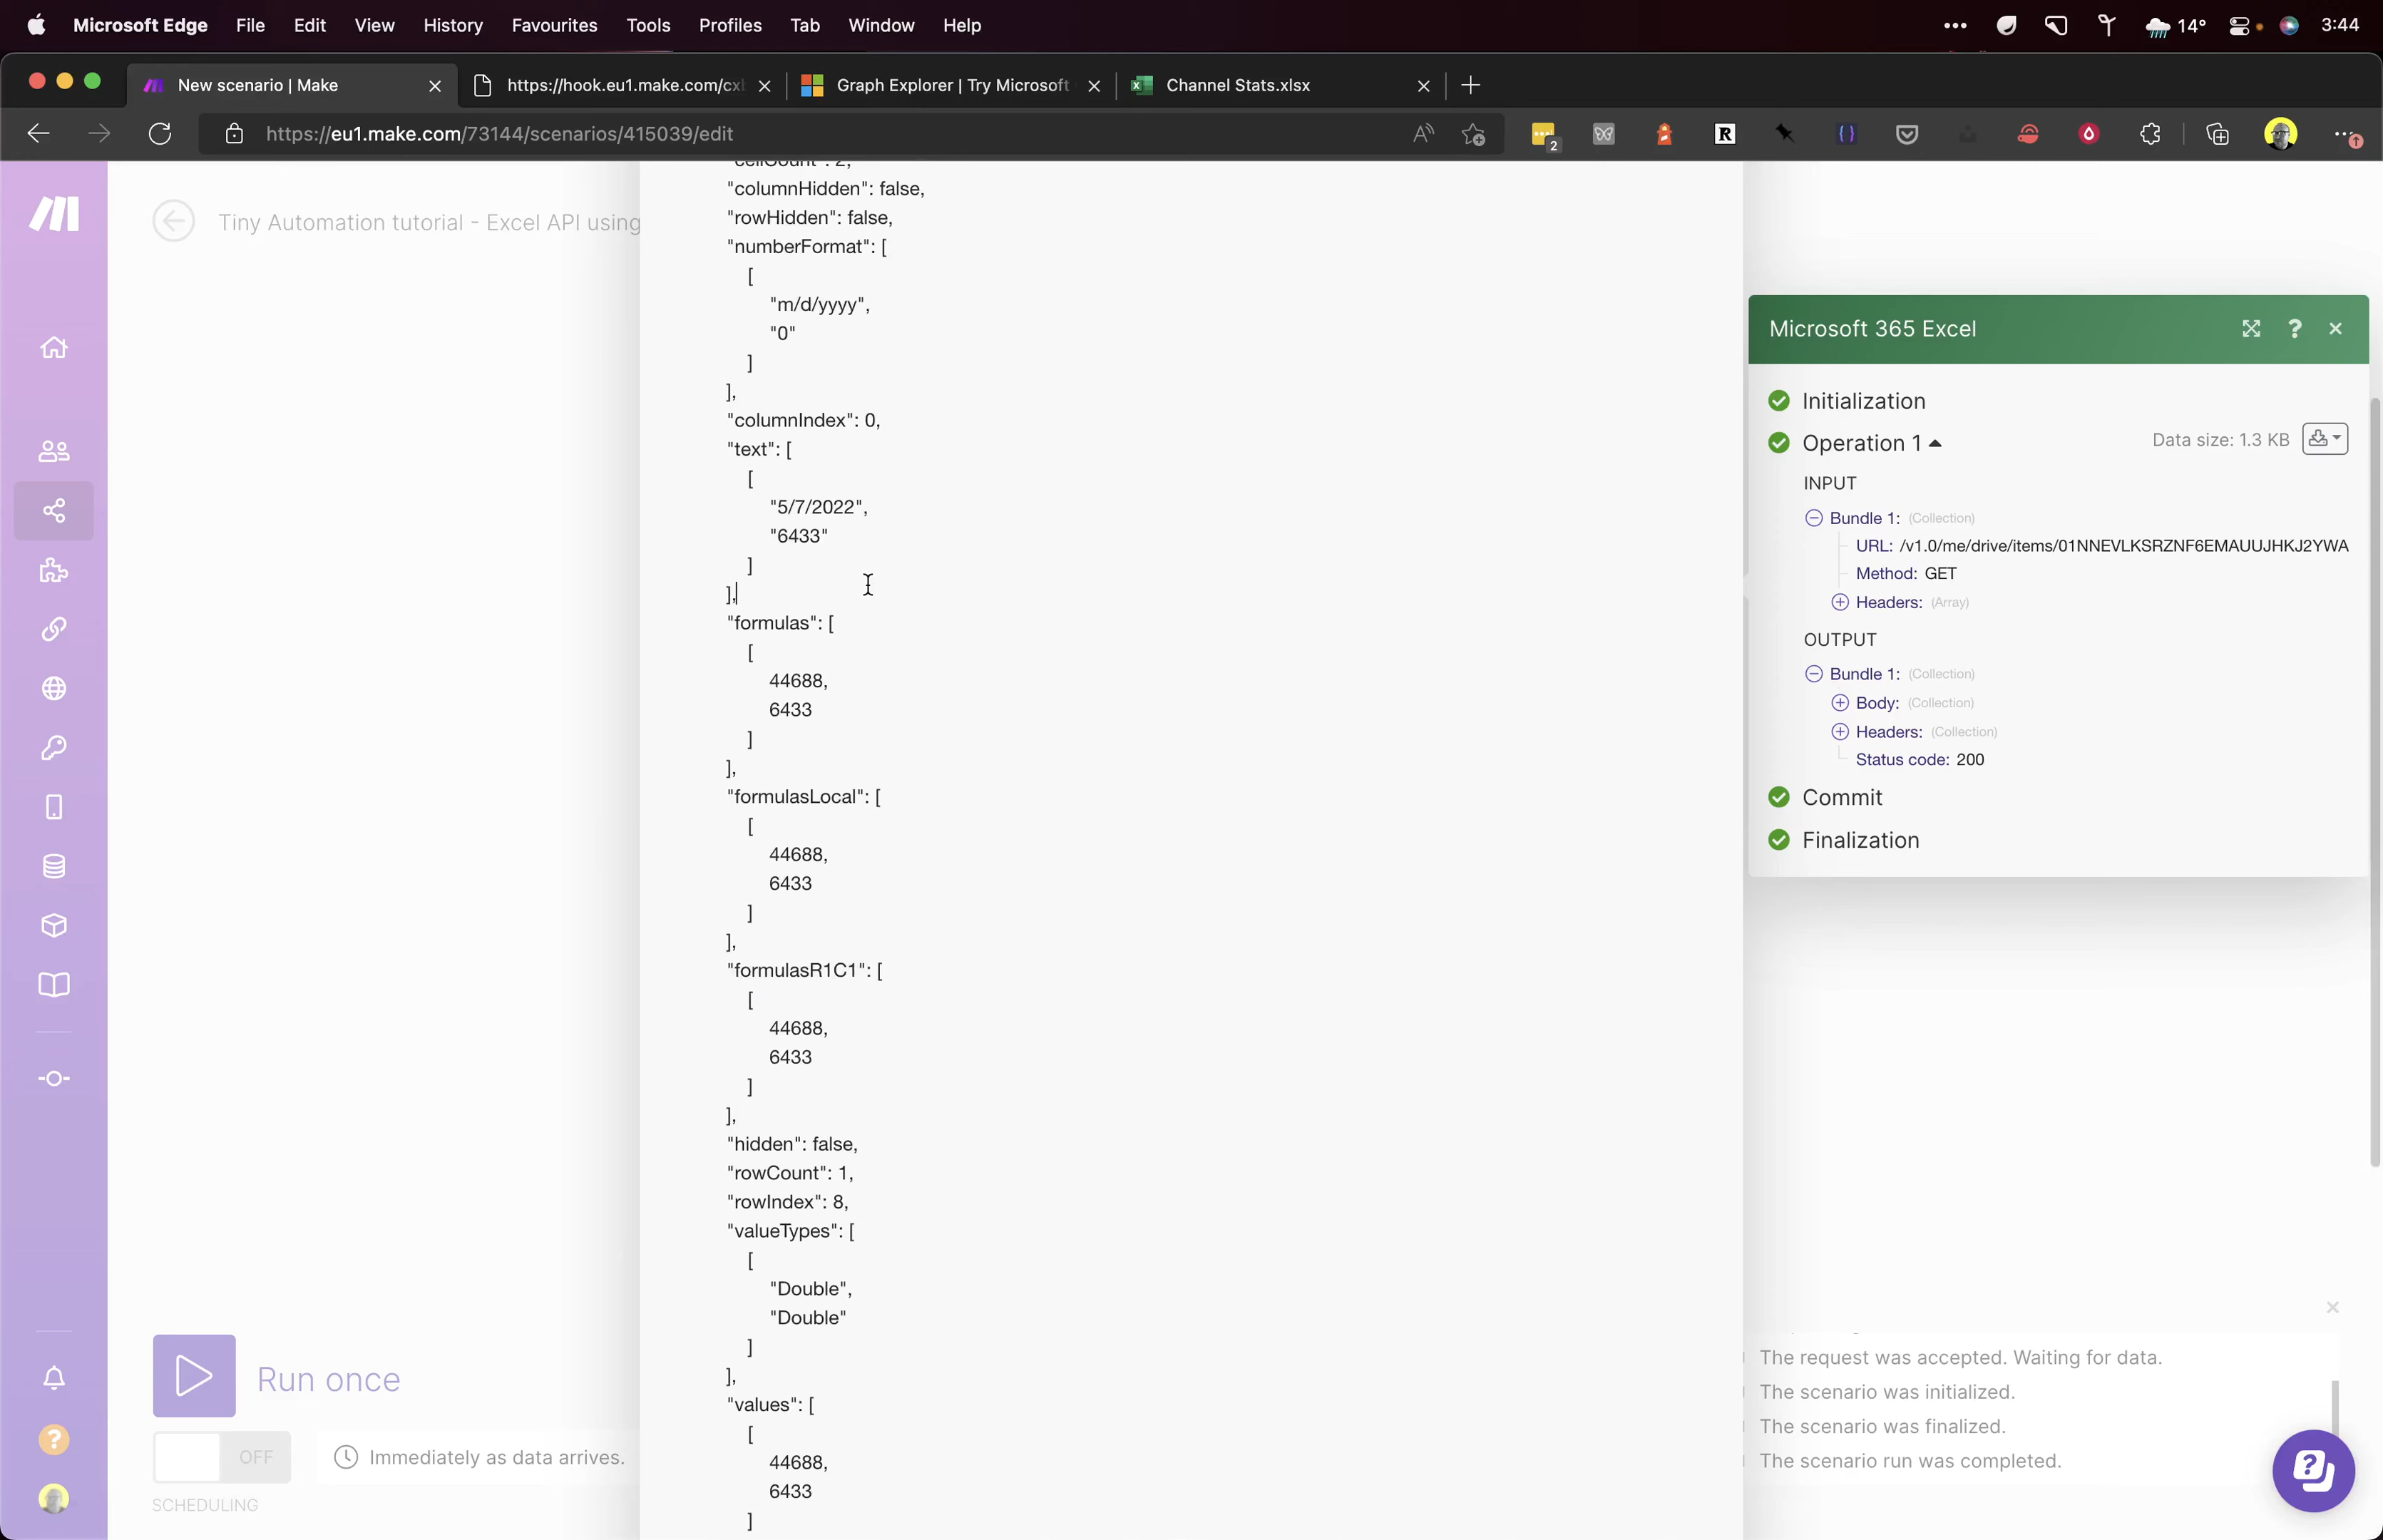 Microsoft Edge File Edit View History Favourites Tools Profiles Tab Window Help 14° 3:44
New scenario | Make https://hook.eu1.make.com/cxb Graph Explorer | Try Microsoft Channel Stats.xlsx
https://eu1.make.com/73144/scenarios/415039/edit
2
Tiny Automation tutorial - Excel API using
"cellCount": 2,
"columnHidden": false,
"rowHidden": false,
"numberFormat": [
[
"m/d/yyyy",
"0"
]
],
"columnIndex": 0,
"text": [
[
"5/7/2022",
"6433"
]
],
"formulas": [
[
44688,
6433
]
],
"formulasLocal": [
[
44688,
6433
]
],
"formulasR1C1": [
[
44688,
6433
]
],
"hidden": false,
"rowCount": 1,
"rowIndex": 8,
"valueTypes": [
[
"Double",
"Double"
]
],
"values": [
[
44688,
6433
]
Microsoft 365 Excel
Initialization
Operation 1 Data size: 1.3 KB
INPUT
Bundle 1: (Collection)
URL: /v1.0/me/drive/items/01NNEVLKSRZNF6EMAUUJHKJ2YWA
Method: GET
Headers: (Array)
OUTPUT
Bundle 1: (Collection)
Body: (Collection)
Headers: (Collection)
Status code: 200
Commit
Finalization
Run once
OFF
Immediately as data arrives.
SCHEDULING
The request was accepted. Waiting for data.
The scenario was initialized.
The scenario was finalized.
The scenario run was completed.